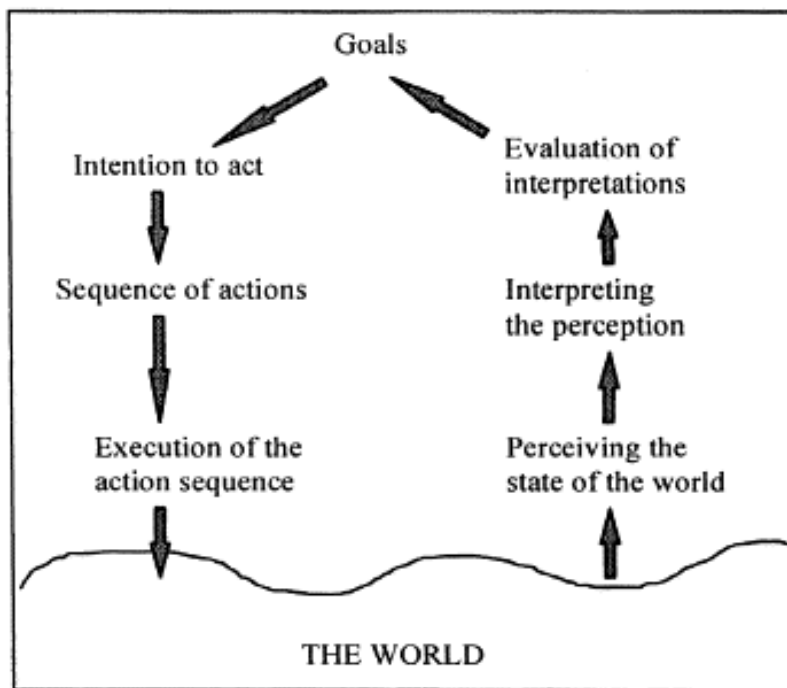 Goals
Intention to act
Sequence of actions
Execution of the
action sequence
Evaluation of
interpretations
Interpreting
the perception
Perceiving the
state of the world
THE WORLD